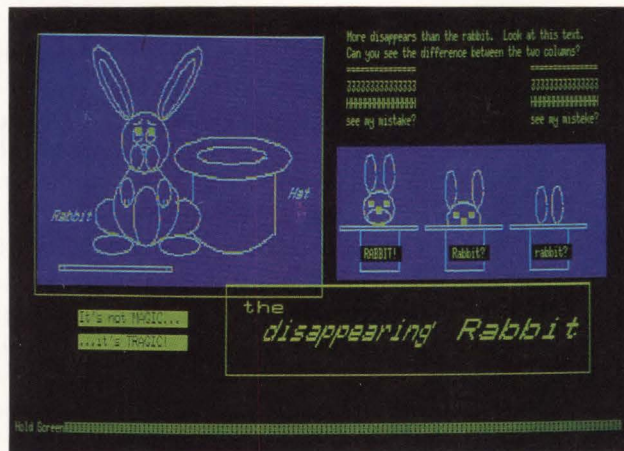 More disappears than the rabbit. Look at this text.
Can you see the difference between the two columns?
see my mistake?
see my misteke?
Rabbit
Hat
RABBIT!
Rabbit?
rabbit?
It's not MAGIC...
...it's TRAGIC!
the
disappearing Rabbit
Hold Screen